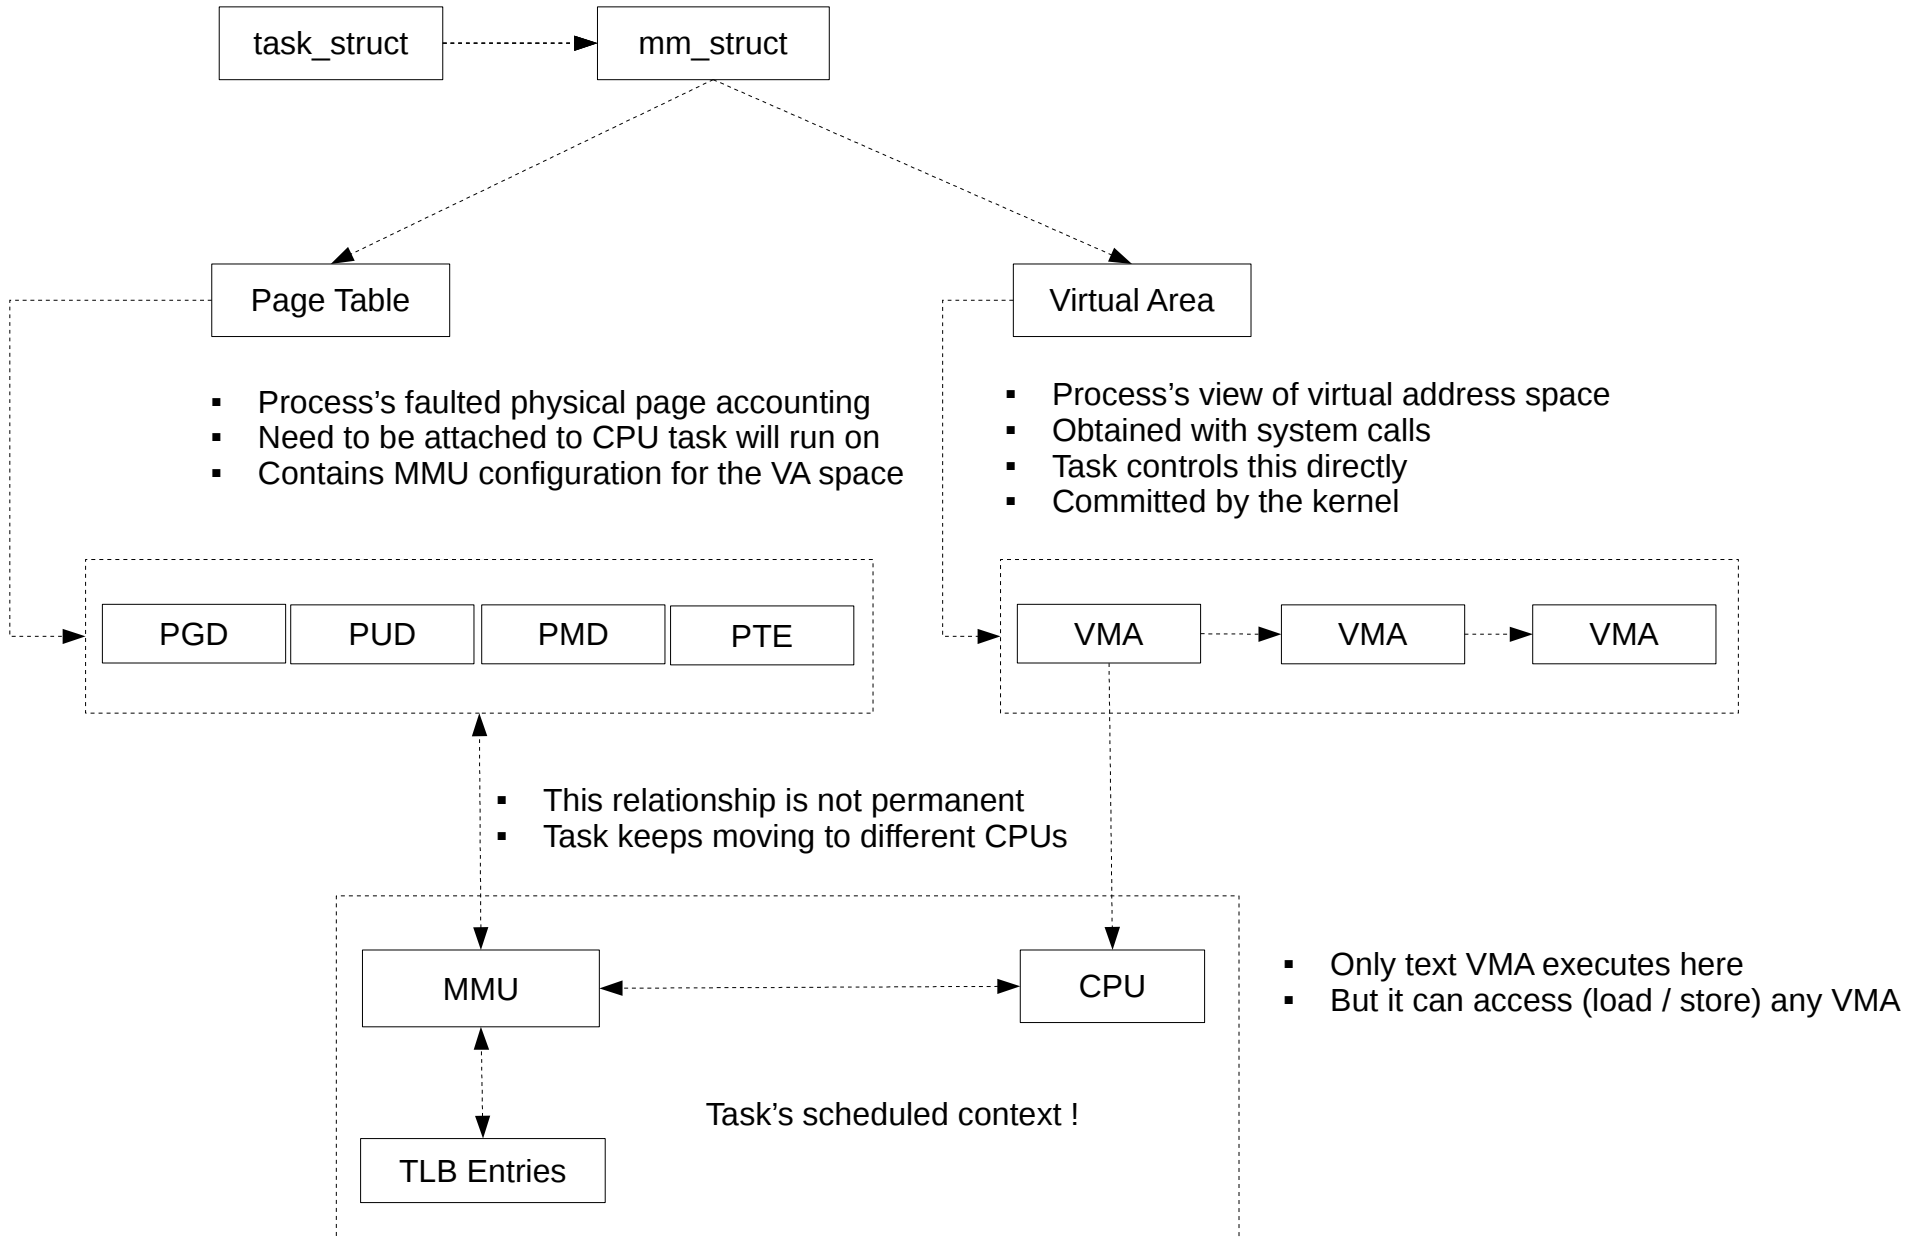 task_struct
mm_struct
Page Table
Virtual Area
▪ Process’s faulted physical page accounting
▪ Need to be attached to CPU task will run on
▪ Contains MMU configuration for the VA space
▪ Process’s view of virtual address space
▪ Obtained with system calls
▪ Task controls this directly
▪ Committed by the kernel
PGD
PUD
PMD
PTE
VMA
VMA
VMA
▪ This relationship is not permanent
▪ Task keeps moving to different CPUs
MMU
CPU
▪ Only text VMA executes here
▪ But it can access (load / store) any VMA
Task’s scheduled context !
TLB Entries